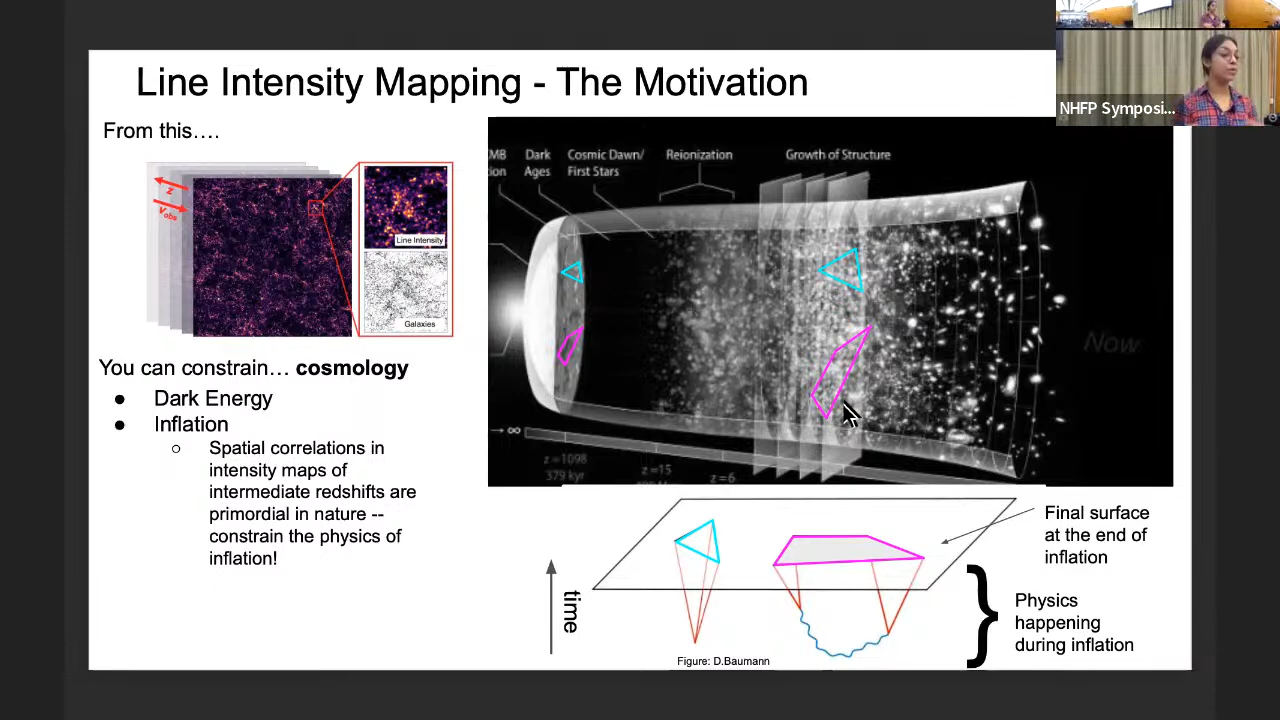 Line Intensity Mapping - The Motivation
NHFP Symposi...
From this….
z
v_obs
Line Intensity
Galaxies
You can constrain… cosmology
● Dark Energy
● Inflation
○ Spatial correlations in
intensity maps of
intermediate redshifts are
primordial in nature --
constrain the physics of
inflation!
Dark
Ages
Cosmic Dawn/
First Stars
Reionization
Growth of Structure
Now
→ ∞
z=1098
379 kyr
z=15
z=6
time
Final surface
at the end of
inflation
Physics
happening
during inflation
Figure: D.Baumann